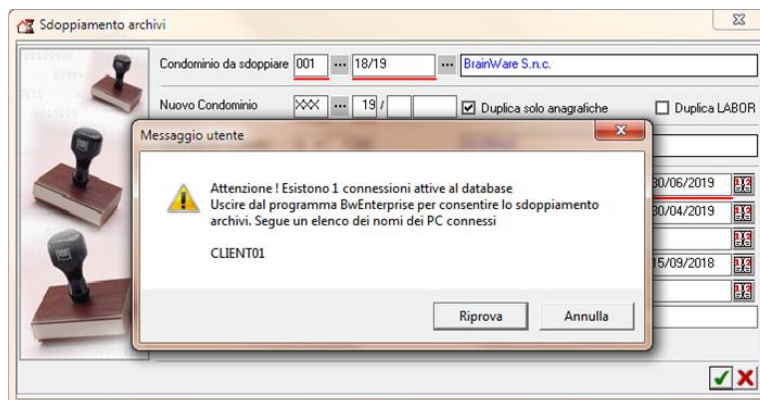 Sdoppiamento archivi
Condominio da sdoppiare 001 ... 18/19 ... BrainWare S.n.c.
Nuovo Condominio XXX ... 19 / Duplica solo anagrafiche Duplica LABOR
Messaggio utente
Attenzione ! Esistono 1 connessioni attive al database
Uscire dal programma BwEnterprise per consentire lo sdoppiamento
archivi. Segue un elenco dei nomi dei PC connessi
CLIENT01
30/06/2019
30/04/2019
15/09/2018
Riprova Annulla